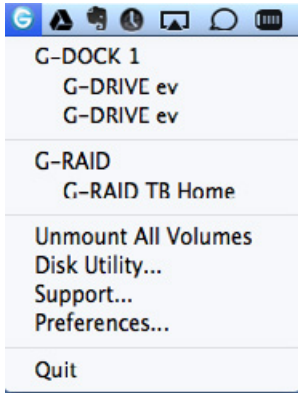 G-DOCK 1
G-DRIVE ev
G-DRIVE ev
G-RAID
G-RAID TB Home
Unmount All Volumes
Disk Utility...
Support...
Preferences...
Quit